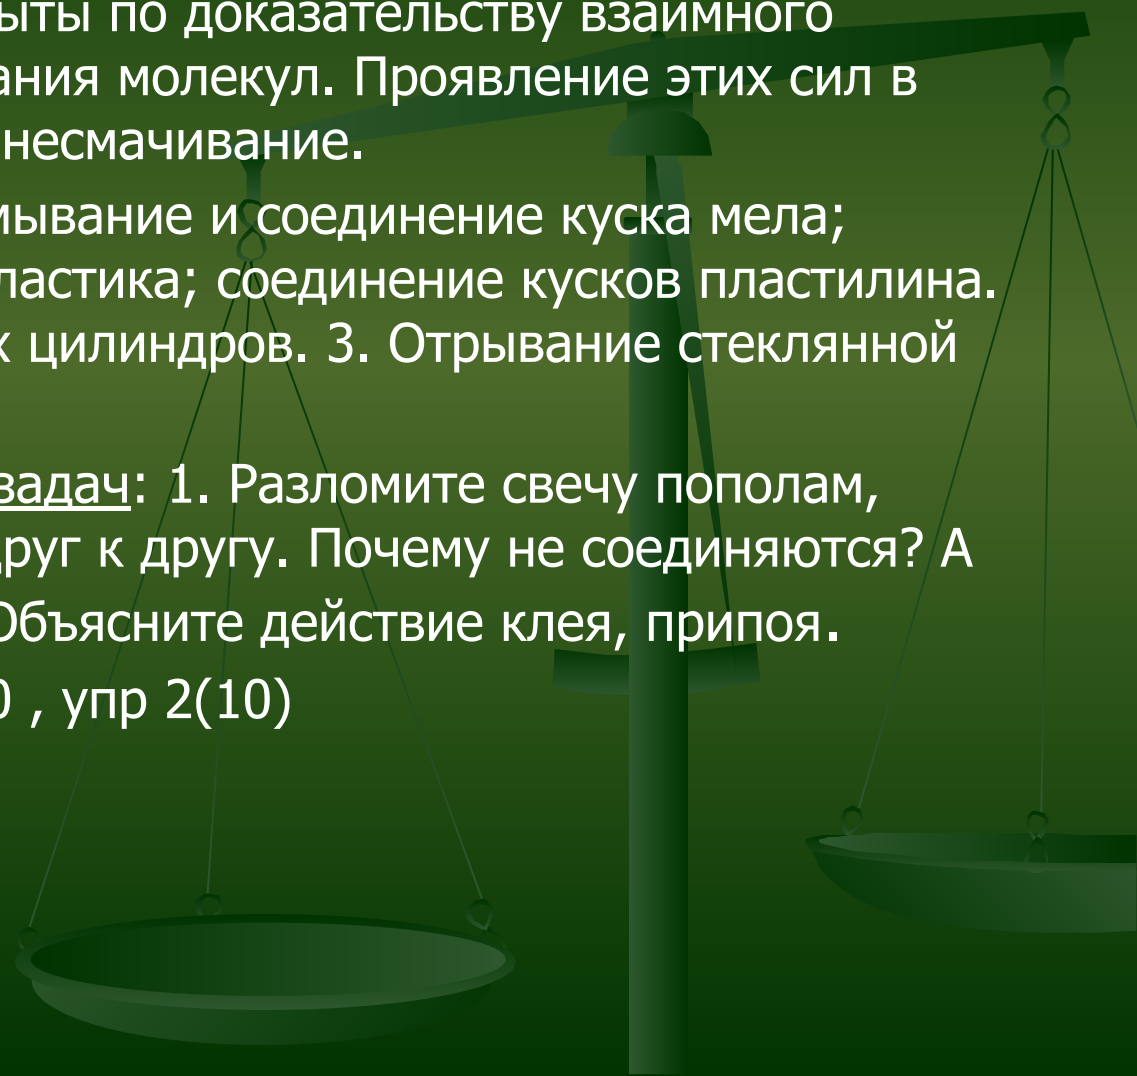 ыты по доказательству взаимного
ания молекул. Проявление этих сил в
несмачивание.
мывание и соединение куска мела;
ластика; соединение кусков пластилина.
х цилиндров. 3. Отрывание стеклянной
задач: 1. Разломите свечу пополам,
друг к другу. Почему не соединяются? А
Объясните действие клея, припоя.
0 , упр 2(10)